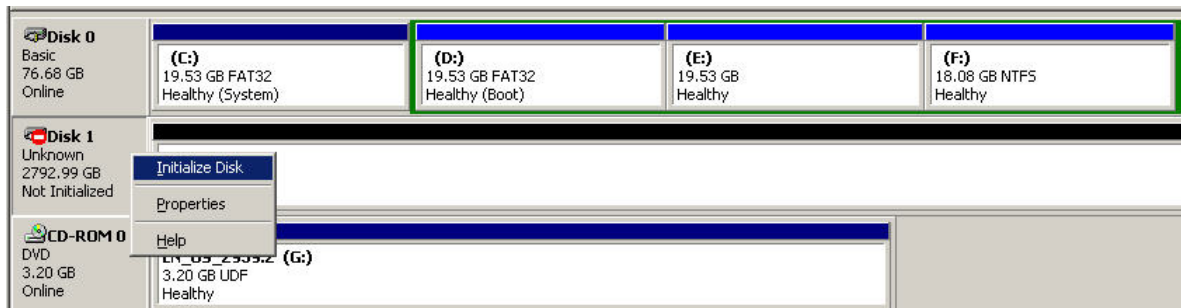 Disk 0
Basic
76.68 GB
Online
(C:)
19.53 GB FAT32
Healthy (System)
(D:)
19.53 GB FAT32
Healthy (Boot)
(E:)
19.53 GB
Healthy
(F:)
18.08 GB NTFS
Healthy
Disk 1
Unknown
2792.99 GB
Not Initialized
Initialize Disk
Properties
Help
CD-ROM 0
DVD
3.20 GB
Online
(G:)
3.20 GB UDF
Healthy